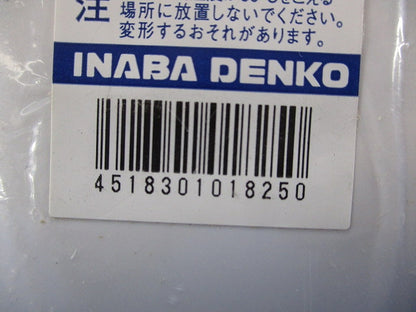 注
場所に放置しないでください。
変形するおそれがあります。
INABA DENKO
4518301018250